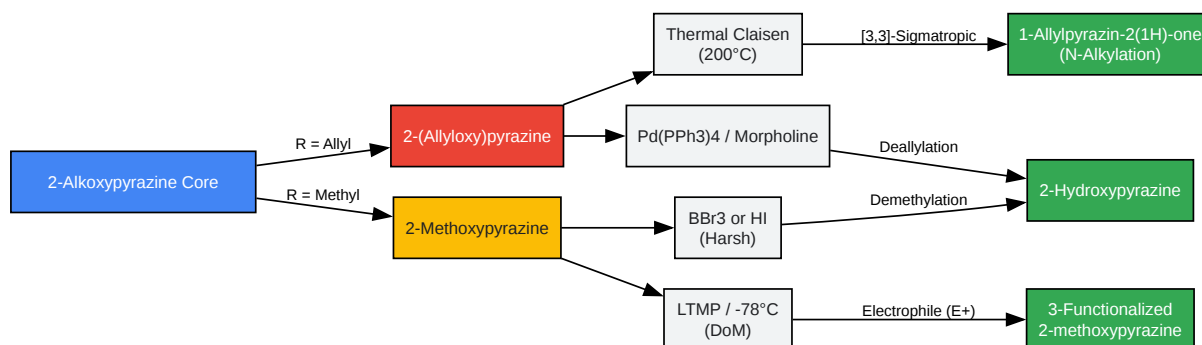 Thermal Claisen
(200°C)
[3,3]-Sigmatropic
1-Allylpyrazin-2(1H)-one
(N-Alkylation)
2-Alkoxypyrazine Core
R = Allyl
2-(Allyloxy)pyrazine
Pd(PPh3)4 / Morpholine
Deallylation
2-Hydroxypyrazine
R = Methyl
2-Methoxypyrazine
BBr3 or HI
(Harsh)
Demethylation
LTMP / -78°C
(DoM)
Electrophile (E+)
3-Functionalized
2-methoxypyrazine